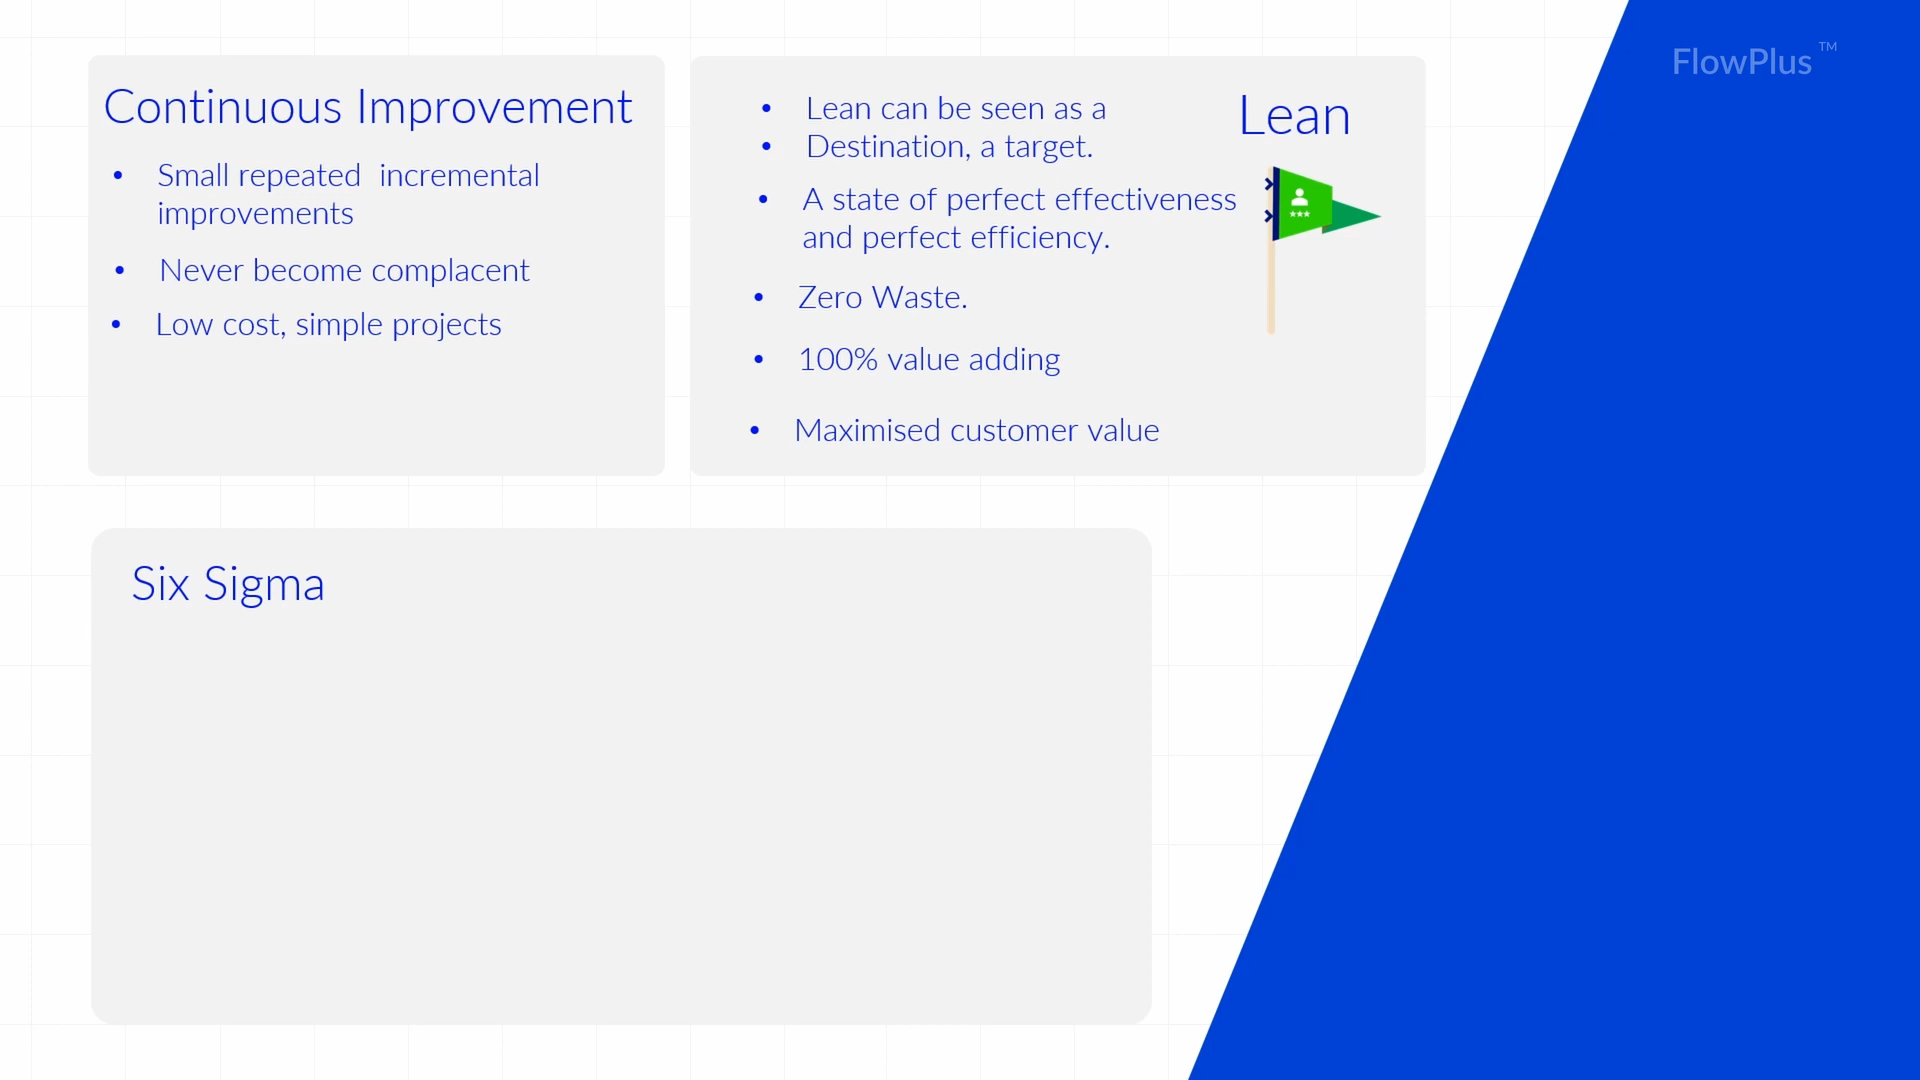 FlowPlus ™
Continuous Improvement
• Small repeated  incremental
improvements
• Never become complacent
• Low cost, simple projects
Lean
• Lean can be seen as a
• Destination, a target.
• A state of perfect effectiveness
and perfect efficiency.
• Zero Waste.
• 100% value adding
• Maximised customer value
Six Sigma